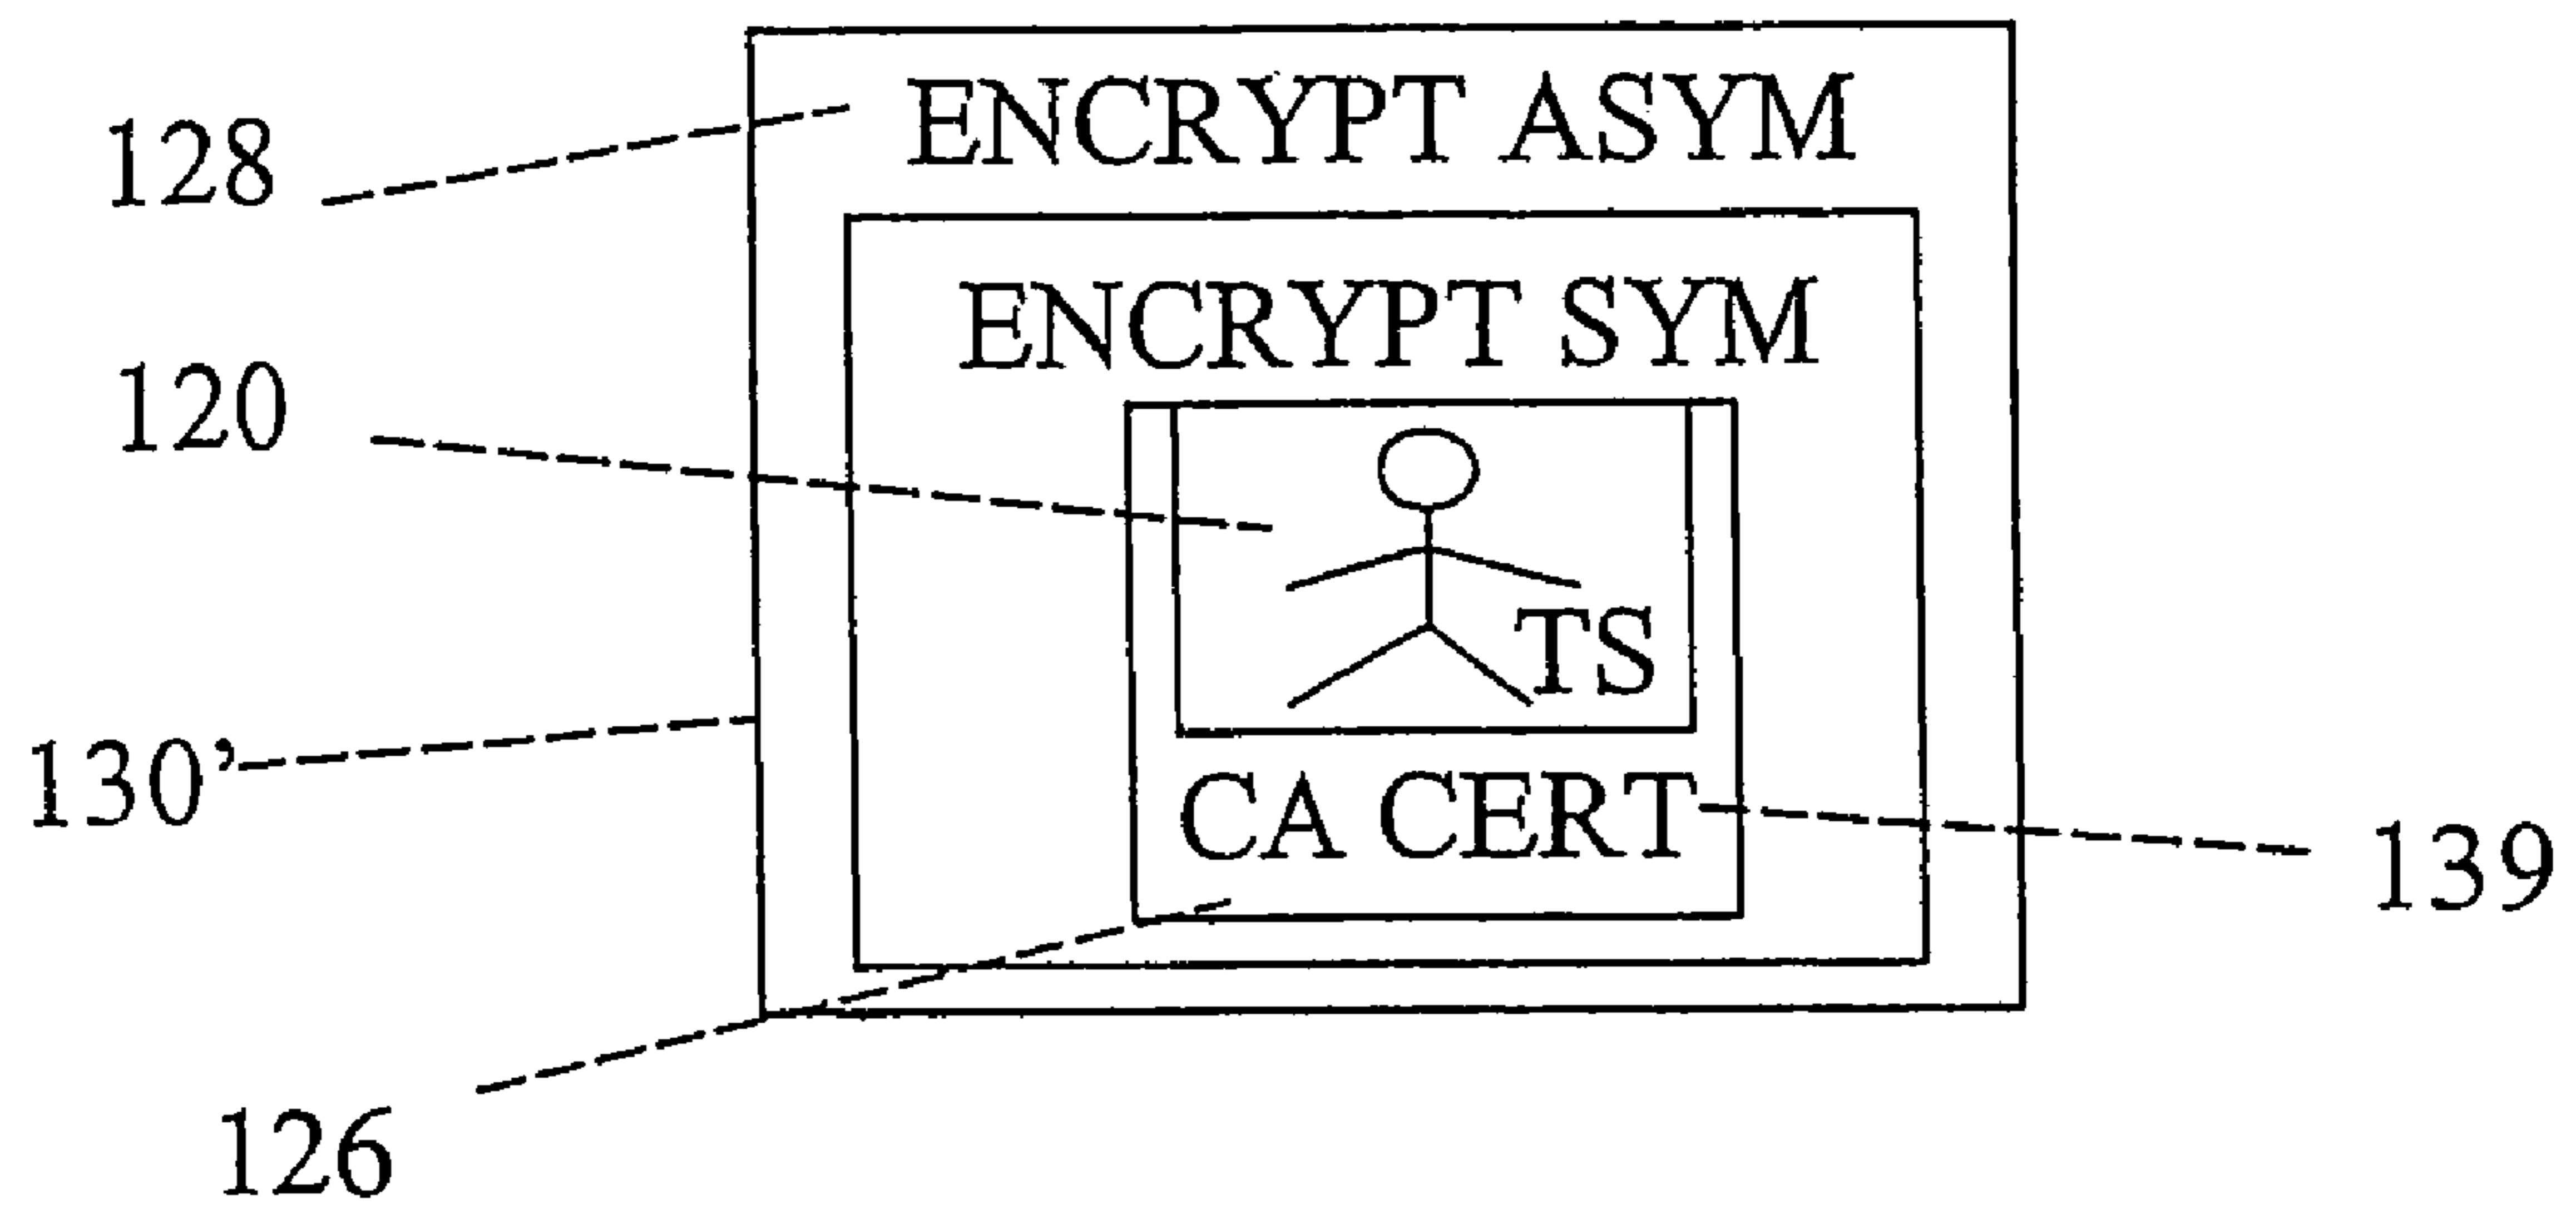 ENCRYPT ASYM
128
ENCRYPT SYM
120
TS
130’
CA CERT
139
126